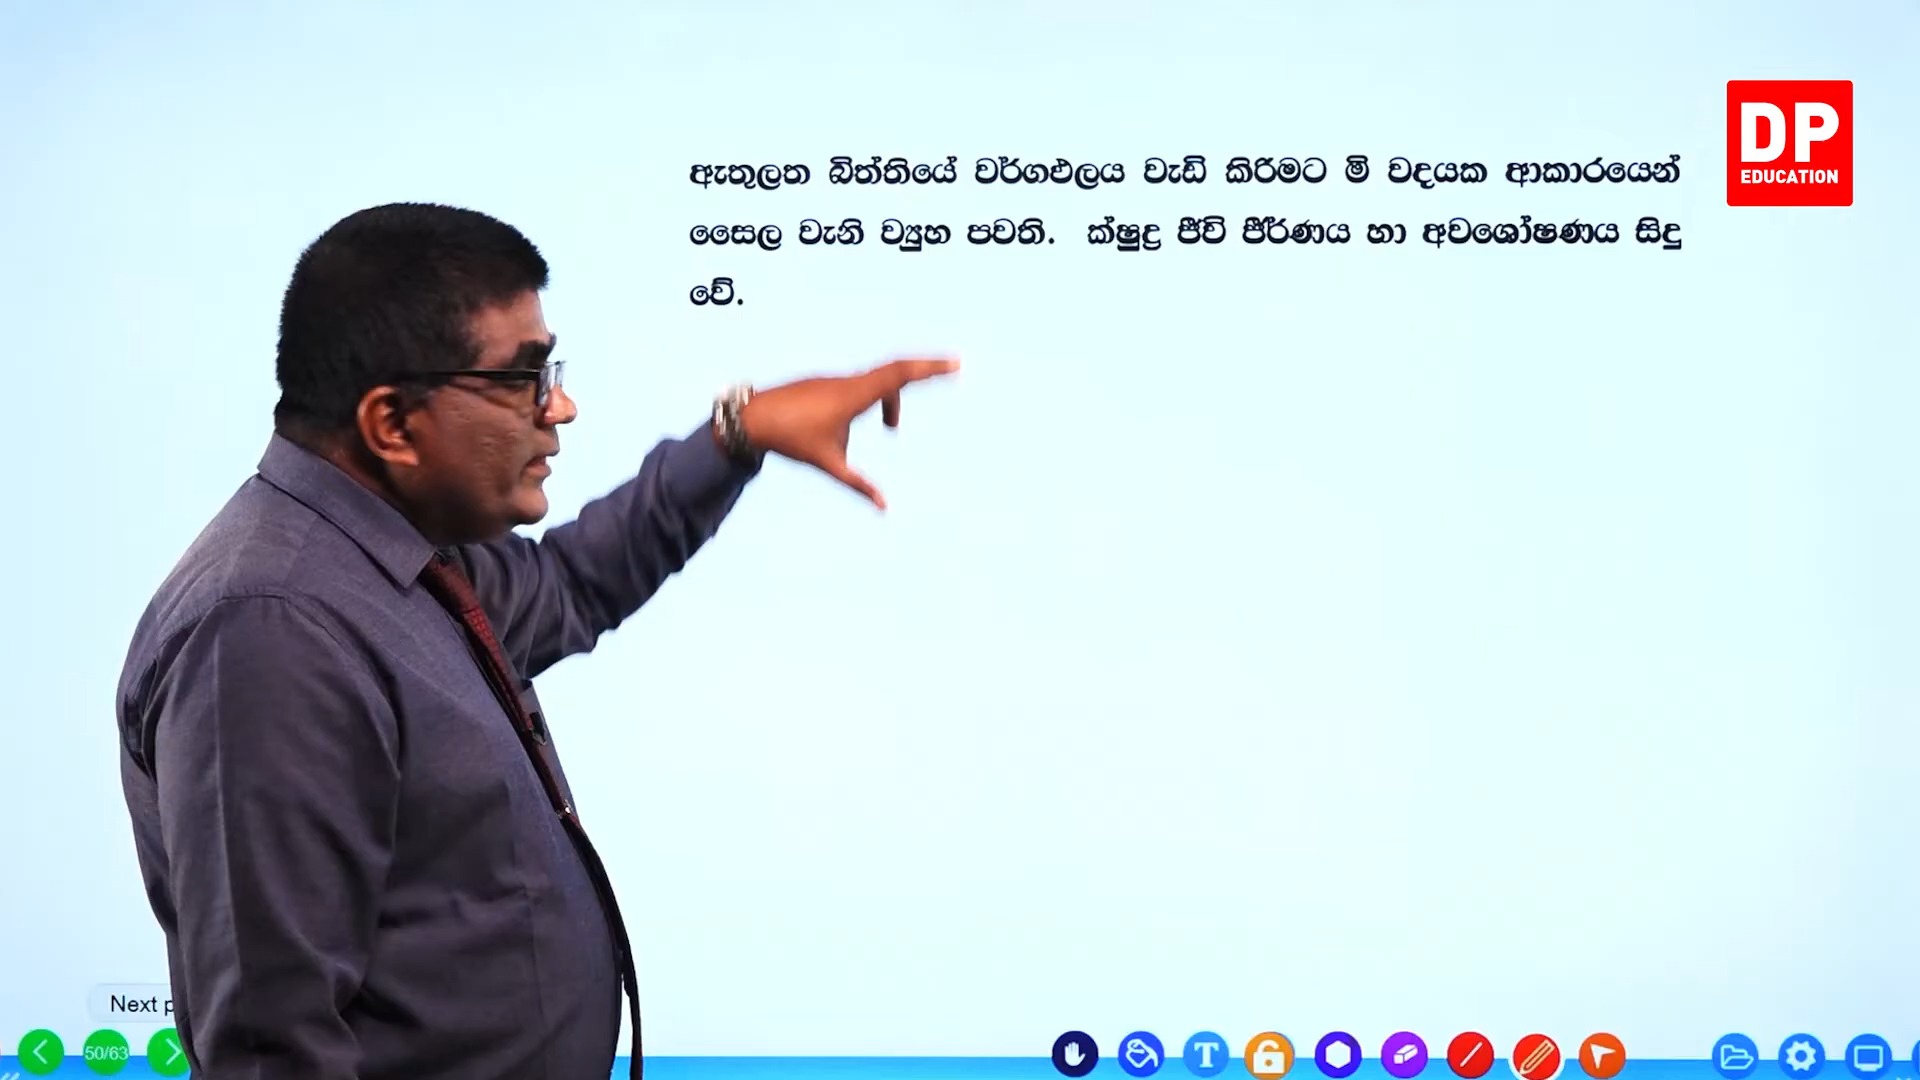 DP
EDUCATION
ඇතුලත බිත්තියේ වර්ගඵලය වැඩි කිරීමට මී වදයක ආකාරයෙන්
සෛල වැනි ව්‍යුහ පවතී. ක්ෂුද්‍ර ජීවී ජීර්ණය හා අවශෝෂණය සිදු
වේ.
Next p
50/63
T